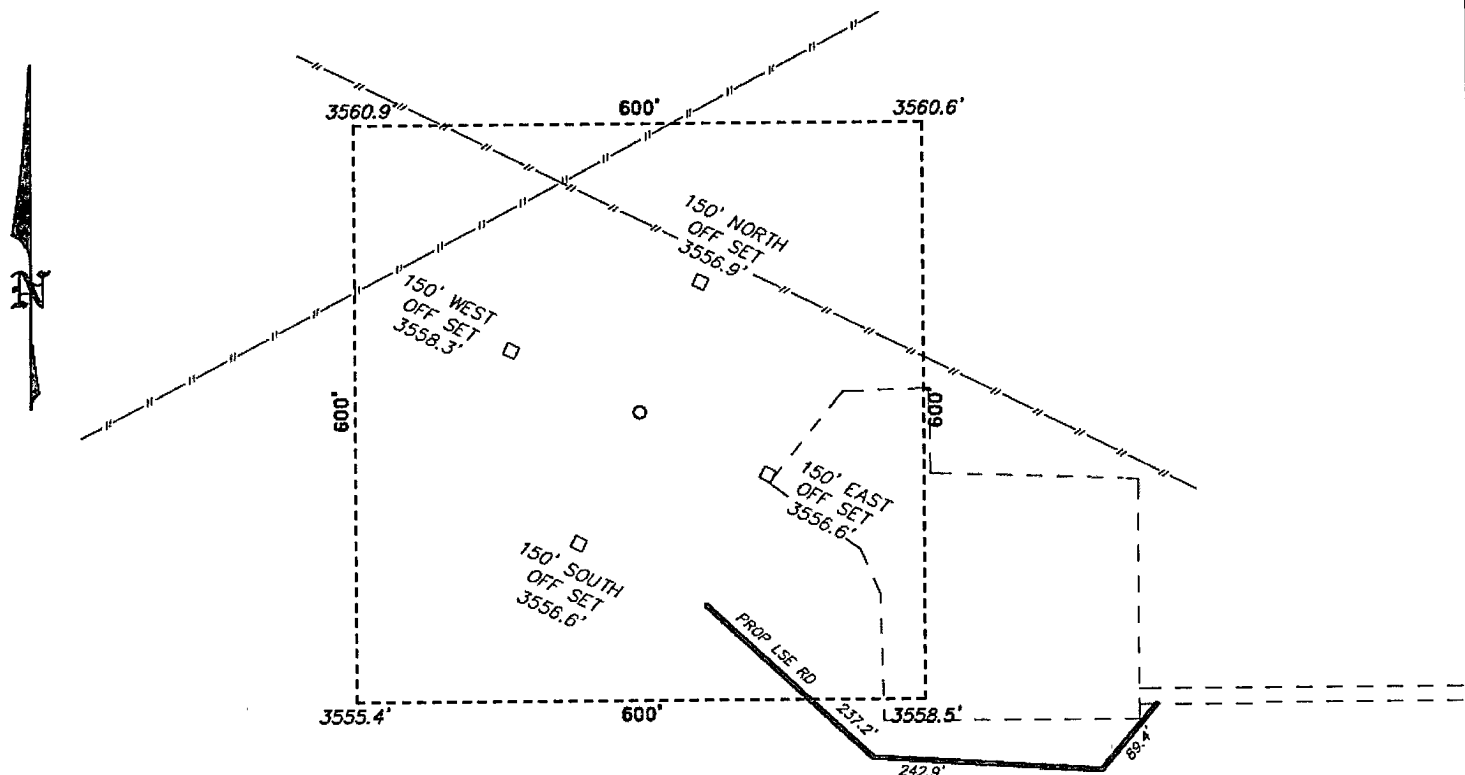 3560.9'
600'
3560.6'
150' NORTH
OFF SET
3556.9'
150' WEST
OFF SET
3558.3'
N
600'
600'
150' EAST
OFF SET
3556.6'
150' SOUTH
OFF SET
3556.6'
PROP LSE RD
237.2'
3555.4'
600'
3558.5'
242.9'